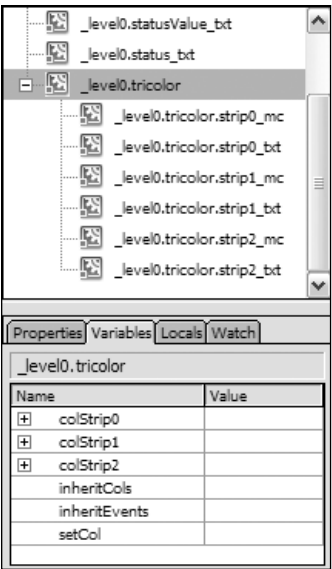 _level0.statusValue_txt
_level0.status_txt
_level0.tricolor
_level0.tricolor.strip0_mc
_level0.tricolor.strip0_txt
_level0.tricolor.strip1_mc
_level0.tricolor.strip1_txt
_level0.tricolor.strip2_mc
_level0.tricolor.strip2_txt
Properties Variables Locals Watch
_level0.tricolor
Name Value
colStrip0
colStrip1
colStrip2
inheritCols
inheritEvents
setCol